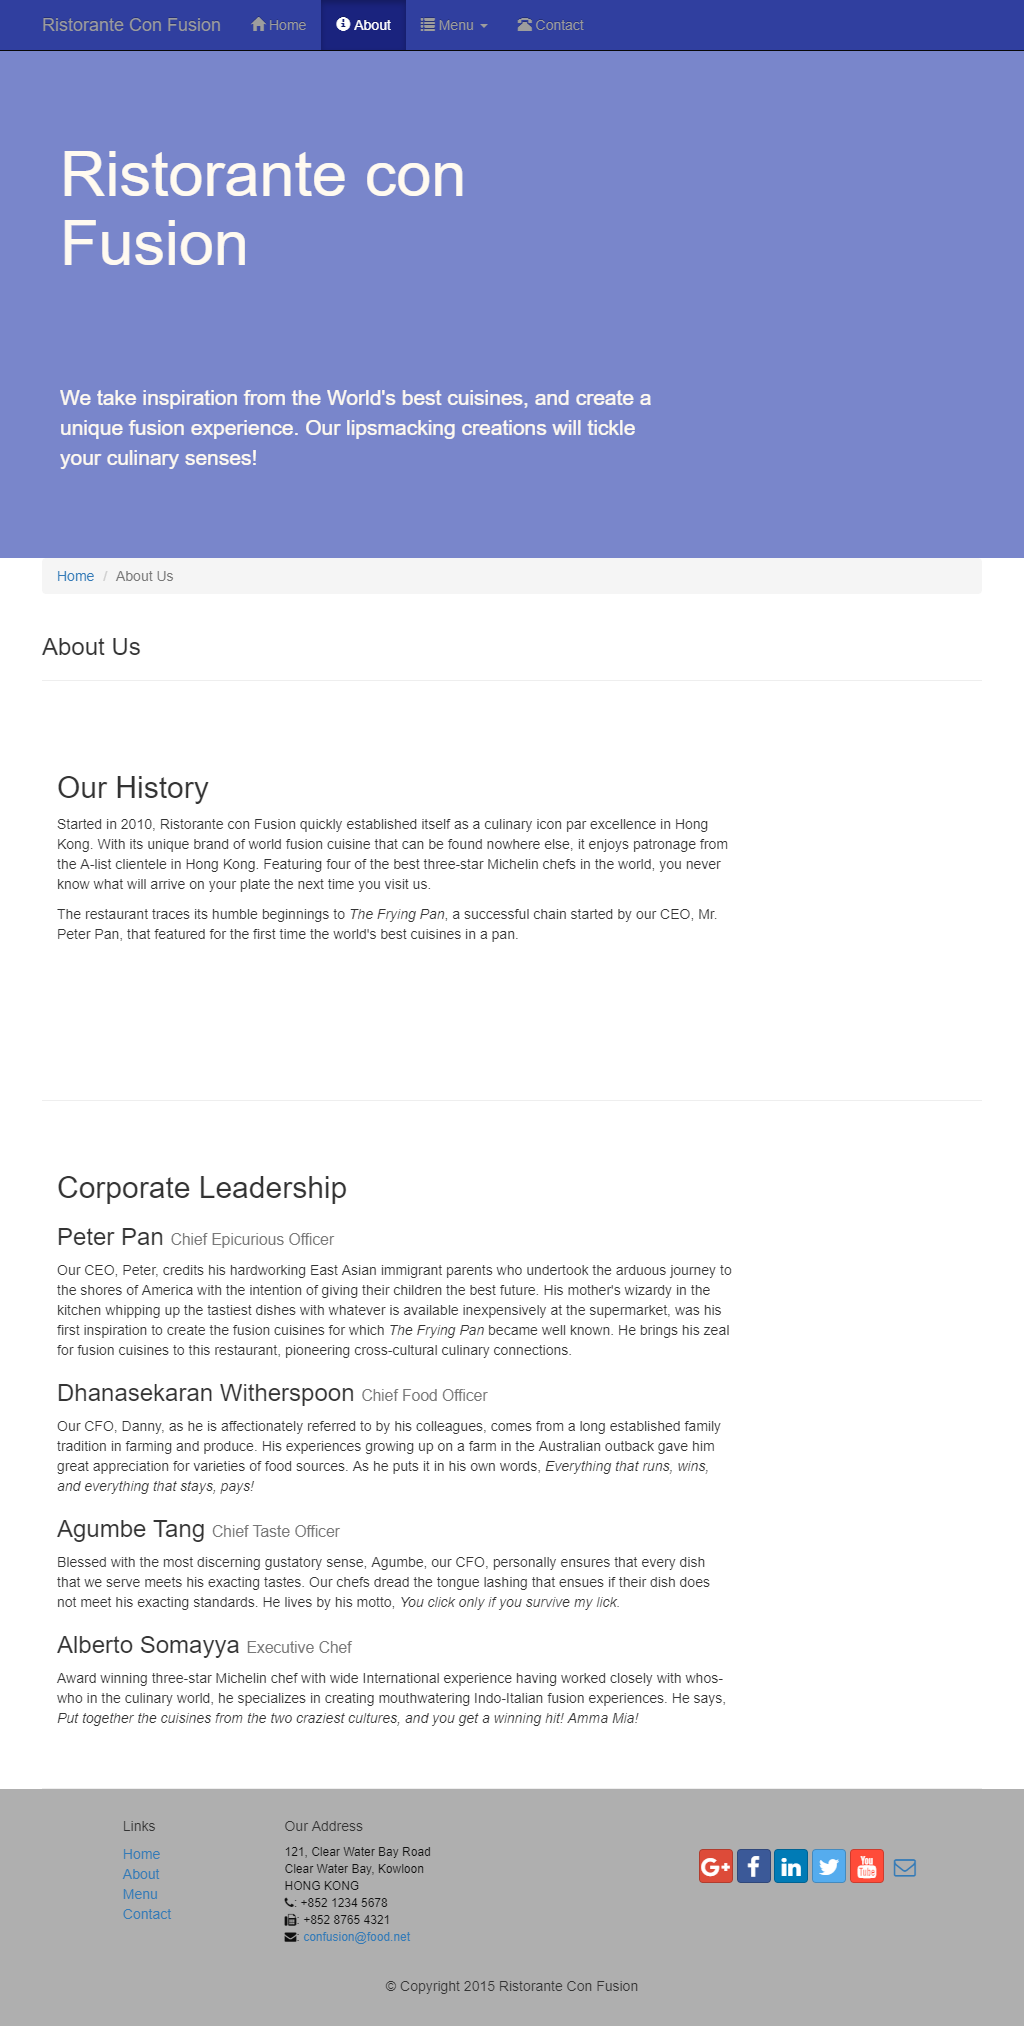 Ristorante Con Fusion Home About Menu Contact
Ristorante con
Fusion
We take inspiration from the World's best cuisines, and create a
unique fusion experience. Our lipsmacking creations will tickle
your culinary senses!
Home / About Us
About Us
Our History
Started in 2010, Ristorante con Fusion quickly established itself as a culinary icon par excellence in Hong
Kong. With its unique brand of world fusion cuisine that can be found nowhere else, it enjoys patronage from
the A-list clientele in Hong Kong. Featuring four of the best three-star Michelin chefs in the world, you never
know what will arrive on your plate the next time you visit us.
The restaurant traces its humble beginnings to The Frying Pan, a successful chain started by our CEO, Mr.
Peter Pan, that featured for the first time the world's best cuisines in a pan.
Corporate Leadership
Peter Pan Chief Epicurious Officer
Our CEO, Peter, credits his hardworking East Asian immigrant parents who undertook the arduous journey to
the shores of America with the intention of giving their children the best future. His mother's wizardy in the
kitchen whipping up the tastiest dishes with whatever is available inexpensively at the supermarket, was his
first inspiration to create the fusion cuisines for which The Frying Pan became well known. He brings his zeal
for fusion cuisines to this restaurant, pioneering cross-cultural culinary connections.
Dhanasekaran Witherspoon Chief Food Officer
Our CFO, Danny, as he is affectionately referred to by his colleagues, comes from a long established family
tradition in farming and produce. His experiences growing up on a farm in the Australian outback gave him
great appreciation for varieties of food sources. As he puts it in his own words, Everything that runs, wins,
and everything that stays, pays!
Agumbe Tang Chief Taste Officer
Blessed with the most discerning gustatory sense, Agumbe, our CFO, personally ensures that every dish
that we serve meets his exacting tastes. Our chefs dread the tongue lashing that ensues if their dish does
not meet his exacting standards. He lives by his motto, You click only if you survive my lick.
Alberto Somayya Executive Chef
Award winning three-star Michelin chef with wide International experience having worked closely with whos-
who in the culinary world, he specializes in creating mouthwatering Indo-Italian fusion experiences. He says,
Put together the cuisines from the two craziest cultures, and you get a winning hit! Amma Mia!
Links
Home
About
Menu
Contact
Our Address
121, Clear Water Bay Road
Clear Water Bay, Kowloon
HONG KONG
: +852 1234 5678
: +852 8765 4321
: confusion@food.net
G+ f in You Tube
© Copyright 2015 Ristorante Con Fusion